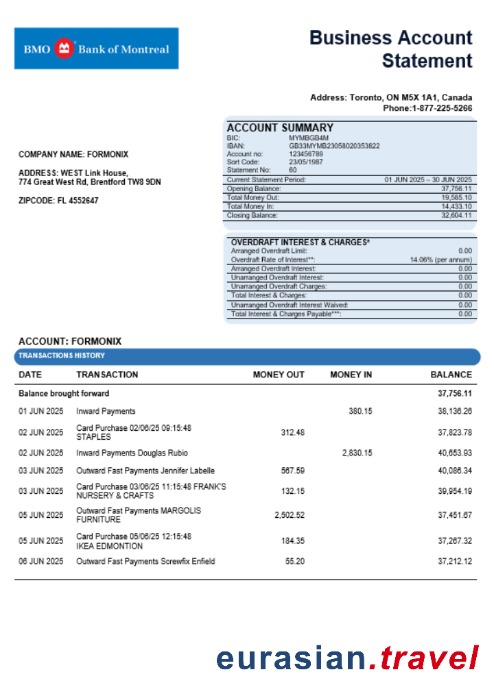 BMO Bank of Montreal
Business Account
Statement
Address: Toronto, ON M5X 1A1, Canada
Phone:1-877-225-5266
COMPANY NAME: FORMONIX
ADDRESS: WEST Link House,
774 Great West Rd, Brentford TW8 9DN
ZIPCODE: FL 4552647
ACCOUNT SUMMARY
BIC: MYMBGB4M
IBAN: GB33MYMB23058020353822
Account no: 123456789
Sort Code: 23/05/1987
Statement No: 60
Current Statement Period: 01 JUN 2025 – 30 JUN 2025
Opening Balance: 37,756.11
Total Money Out: 19,585.10
Total Money In: 14,433.10
Closing Balance: 32,604.11
OVERDRAFT INTEREST & CHARGES*
Arranged Overdraft Limit: 0.00
Overdraft Rate of Interest**: 14.06% (per annum)
Arranged Overdraft Interest: 0.00
Unarranged Overdraft Interest: 0.00
Unarranged Overdraft Charges: 0.00
Total Interest & Charges: 0.00
Unarranged Overdraft Interest Waived: 0.00
Total Interest & Charges Payable***: 0.00
ACCOUNT: FORMONIX
TRANSACTIONS HISTORY
DATE TRANSACTION MONEY OUT MONEY IN BALANCE
Balance brought forward 37,756.11
01 JUN 2025 Inward Payments 380.15 38,136.26
02 JUN 2025 Card Purchase 02/06/25 09:15:48 312.48 37,823.78
STAPLES
02 JUN 2025 Inward Payments Douglas Rubio 2,830.15 40,653.93
03 JUN 2025 Outward Fast Payments Jennifer Labelle 567.59 40,086.34
03 JUN 2025 Card Purchase 03/06/25 11:15:48 FRANK'S 132.15 39,954.19
NURSERY & CRAFTS
05 JUN 2025 Outward Fast Payments MARGOLIS 2,502.52 37,451.67
FURNITURE
05 JUN 2025 Card Purchase 05/06/25 12:15:48 184.35 37,267.32
IKEA EDMONTION
06 JUN 2025 Outward Fast Payments Screwfix Enfield 55.20 37,212.12
eurasian.travel